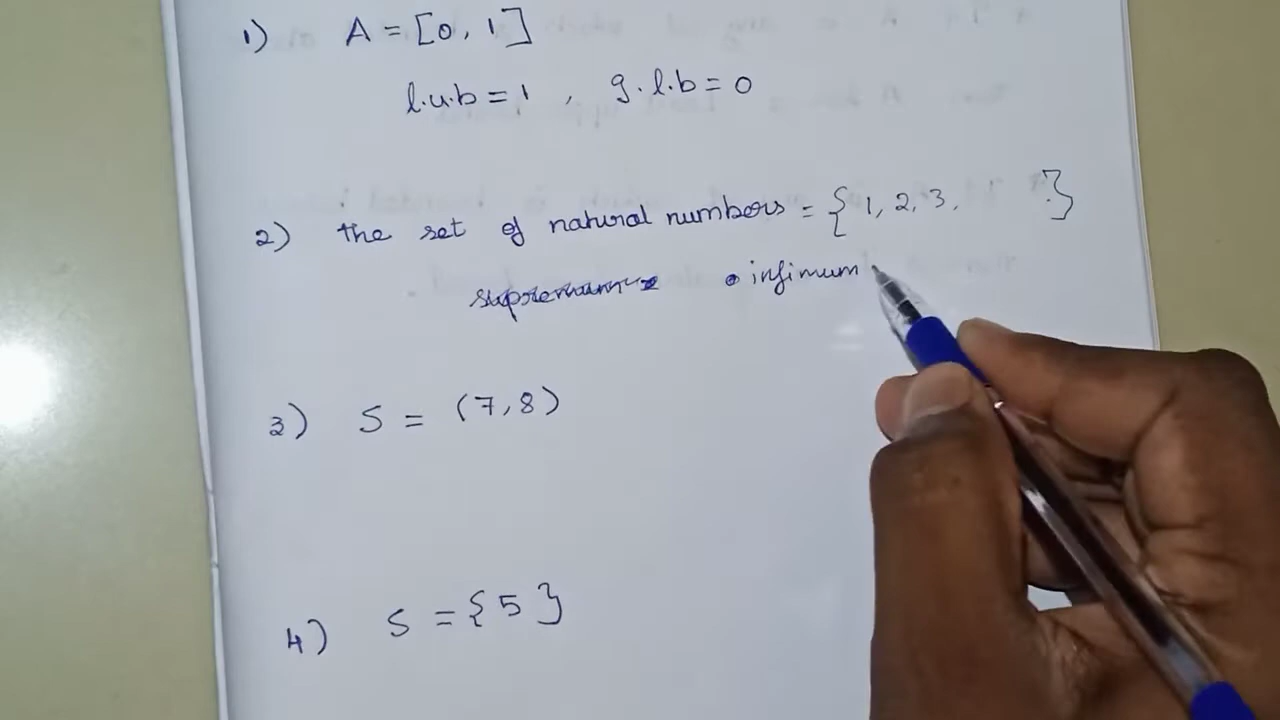 1) A = [0, 1]
l.u.b = 1 , g.l.b = 0
2) the set of natural numbers = { 1, 2, 3, . }
supremum infimum
3) S = (7, 8)
4) S = { 5 }